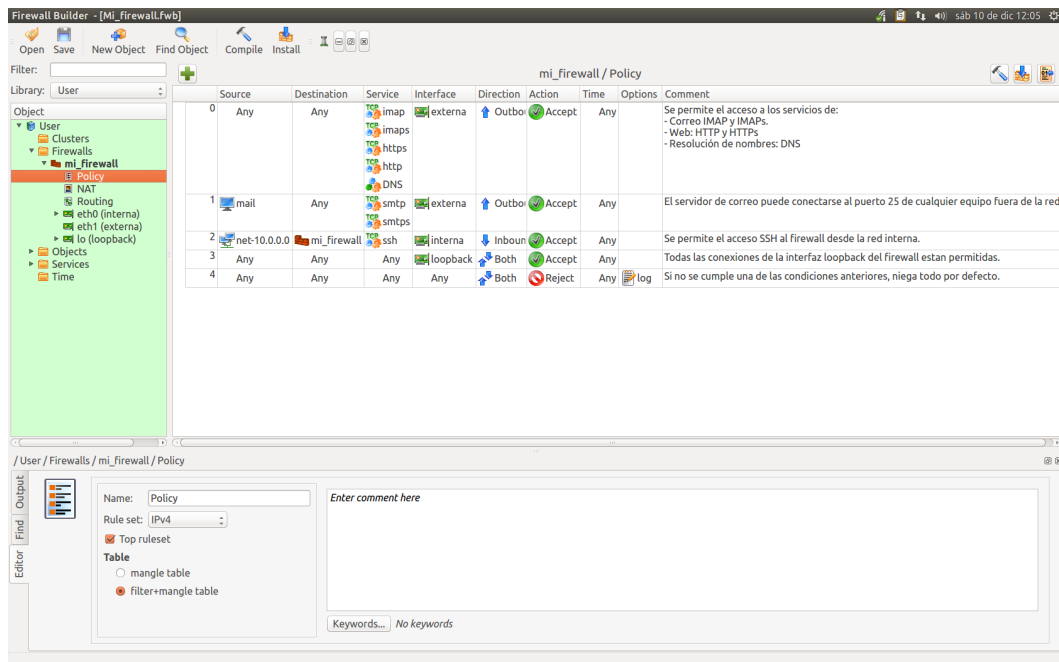 Firewall Builder - [Mi_firewall.fwb]
sáb 10 de dic 12:05
Open Save New Object Find Object Compile Install
Filter:
Library: User
mi_firewall / Policy
Object
User
Clusters
Firewalls
mi_firewall
Policy
NAT
Routing
eth0 (interna)
eth1 (externa)
lo (loopback)
Objects
Services
Time
Source Destination Service Interface Direction Action Time Options Comment
0 Any Any TCP imap externa Outbo Accept Any Se permite el acceso a los servicios de:
TCP imaps - Correo IMAP y IMAPs.
TCP https - Web: HTTP y HTTPs
TCP http - Resolución de nombres: DNS
DNS
1 mail Any TCP smtp externa Outbo Accept Any El servidor de correo puede conectarse al puerto 25 de cualquier equipo fuera de la red
TCP smtps
2 net-10.0.0.0 mi_firewall TCP ssh interna Inboun Accept Any Se permite el acceso SSH al firewall desde la red interna.
3 Any Any Any loopback Both Accept Any Todas las conexiones de la interfaz loopback del firewall estan permitidas.
4 Any Any Any Any Both Reject Any log Si no se cumple una de las condiciones anteriores, niega todo por defecto.
/ User / Firewalls / mi_firewall / Policy
Output
Find
Editor
Name: Policy
Rule set: IPv4
Top ruleset
Table
mangle table
filter+mangle table
Enter comment here
Keywords... No keywords